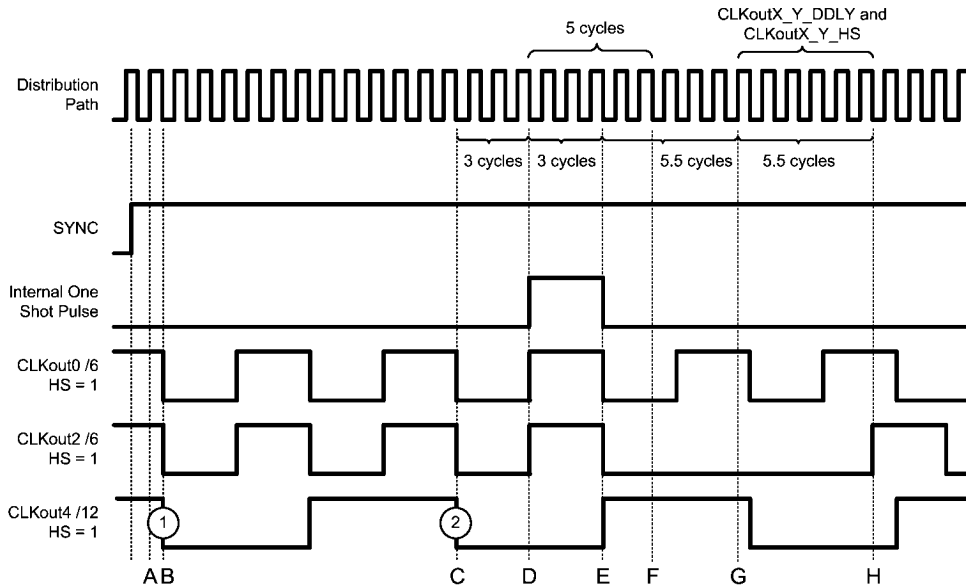 CLKoutX_Y_DDLY and
CLKoutX_Y_HS
5 cycles
Distribution
Path
3 cycles
3 cycles
5.5 cycles
5.5 cycles
SYNC
Internal One
Shot Pulse
CLKout0 /6
HS = 1
CLKout2 /6
HS = 1
CLKout4 /12
HS = 1
1
2
A B C D E F G H